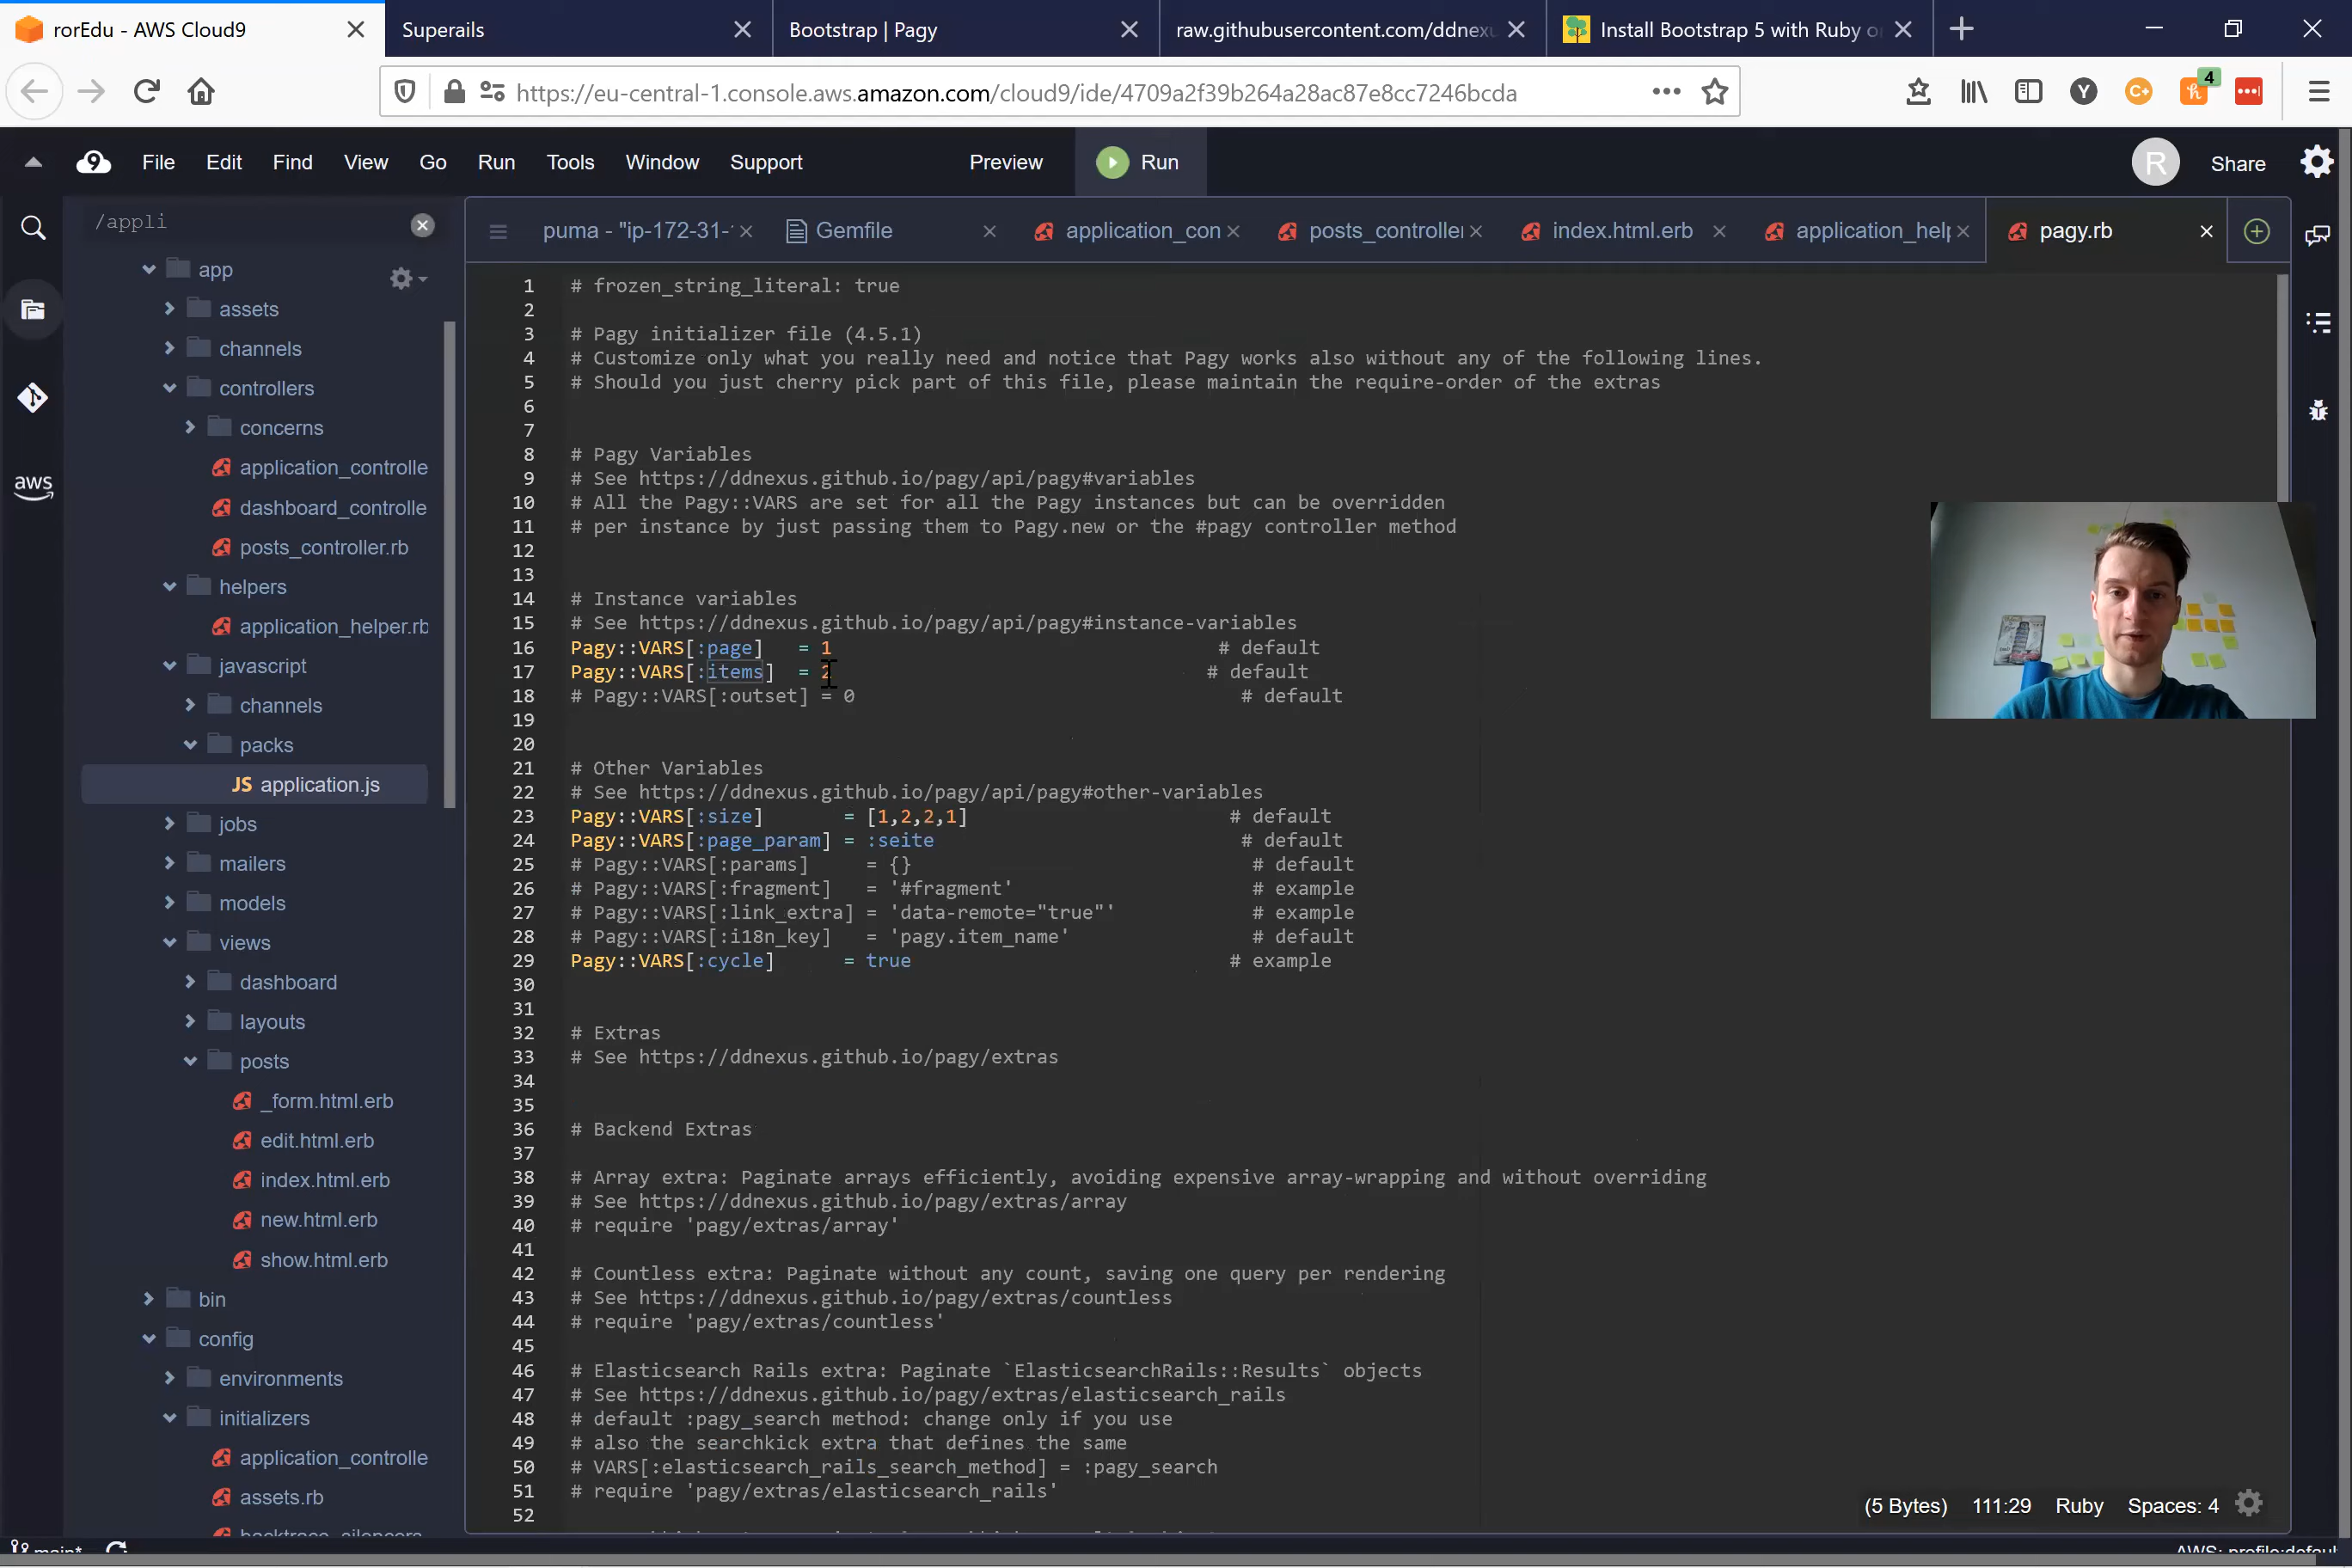 rorEdu - AWS Cloud9
Superails
Bootstrap | Pagy
raw.githubusercontent.com/ddnexu
Install Bootstrap 5 with Ruby o
https://eu-central-1.console.aws.amazon.com/cloud9/ide/4709a2f39b264a28ac87e8cc7246bcda
4
File Edit Find View Go Run Tools Window Support Preview Run R Share
/appli
puma - "ip-172-31-
Gemfile
application_con
posts_controller
index.html.erb
application_help
pagy.rb
app
assets
channels
controllers
concerns
application_controlle
dashboard_controlle
posts_controller.rb
helpers
application_helper.rb
javascript
channels
packs
JS application.js
jobs
mailers
models
views
dashboard
layouts
posts
_form.html.erb
edit.html.erb
index.html.erb
new.html.erb
show.html.erb
bin
config
environments
initializers
application_controlle
assets.rb
backtrace_silencers
aws
1 # frozen_string_literal: true
2
3 # Pagy initializer file (4.5.1)
4 # Customize only what you really need and notice that Pagy works also without any of the following lines.
5 # Should you just cherry pick part of this file, please maintain the require-order of the extras
6
7
8 # Pagy Variables
9 # See https://ddnexus.github.io/pagy/api/pagy#variables
10 # All the Pagy::VARS are set for all the Pagy instances but can be overridden
11 # per instance by just passing them to Pagy.new or the #pagy controller method
12
13
14 # Instance variables
15 # See https://ddnexus.github.io/pagy/api/pagy#instance-variables
16 Pagy::VARS[:page] = 1 # default
17 Pagy::VARS[:items] = 2 # default
18 # Pagy::VARS[:outset] = 0 # default
19
20
21 # Other Variables
22 # See https://ddnexus.github.io/pagy/api/pagy#other-variables
23 Pagy::VARS[:size] = [1,2,2,1] # default
24 Pagy::VARS[:page_param] = :seite # default
25 # Pagy::VARS[:params] = {} # default
26 # Pagy::VARS[:fragment] = '#fragment' # example
27 # Pagy::VARS[:link_extra] = 'data-remote="true"' # example
28 # Pagy::VARS[:i18n_key] = 'pagy.item_name' # default
29 Pagy::VARS[:cycle] = true # example
30
31
32 # Extras
33 # See https://ddnexus.github.io/pagy/extras
34
35
36 # Backend Extras
37
38 # Array extra: Paginate arrays efficiently, avoiding expensive array-wrapping and without overriding
39 # See https://ddnexus.github.io/pagy/extras/array
40 # require 'pagy/extras/array'
41
42 # Countless extra: Paginate without any count, saving one query per rendering
43 # See https://ddnexus.github.io/pagy/extras/countless
44 # require 'pagy/extras/countless'
45
46 # Elasticsearch Rails extra: Paginate `ElasticsearchRails::Results` objects
47 # See https://ddnexus.github.io/pagy/extras/elasticsearch_rails
48 # default :pagy_search method: change only if you use
49 # also the searchkick extra that defines the same
50 # VARS[:elasticsearch_rails_search_method] = :pagy_search
51 # require 'pagy/extras/elasticsearch_rails'
52
(5 Bytes) 111:29 Ruby Spaces: 4
main*
AWS: profile:defaul